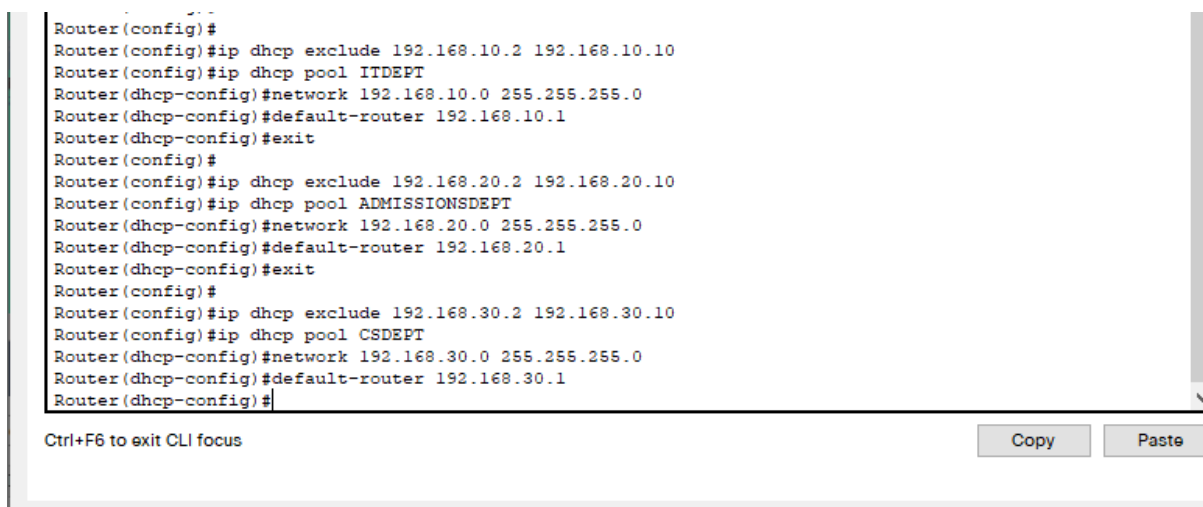 Router(config)#
Router(config)#ip dhcp exclude 192.168.10.2 192.168.10.10
Router(config)#ip dhcp pool ITDEPT
Router(dhcp-config)#network 192.168.10.0 255.255.255.0
Router(dhcp-config)#default-router 192.168.10.1
Router(dhcp-config)#exit
Router(config)#
Router(config)#ip dhcp exclude 192.168.20.2 192.168.20.10
Router(config)#ip dhcp pool ADMISSIONSDEPT
Router(dhcp-config)#network 192.168.20.0 255.255.255.0
Router(dhcp-config)#default-router 192.168.20.1
Router(dhcp-config)#exit
Router(config)#
Router(config)#ip dhcp exclude 192.168.30.2 192.168.30.10
Router(config)#ip dhcp pool CSDEPT
Router(dhcp-config)#network 192.168.30.0 255.255.255.0
Router(dhcp-config)#default-router 192.168.30.1
Router(dhcp-config)#
Ctrl+F6 to exit CLI focus
Copy
Paste